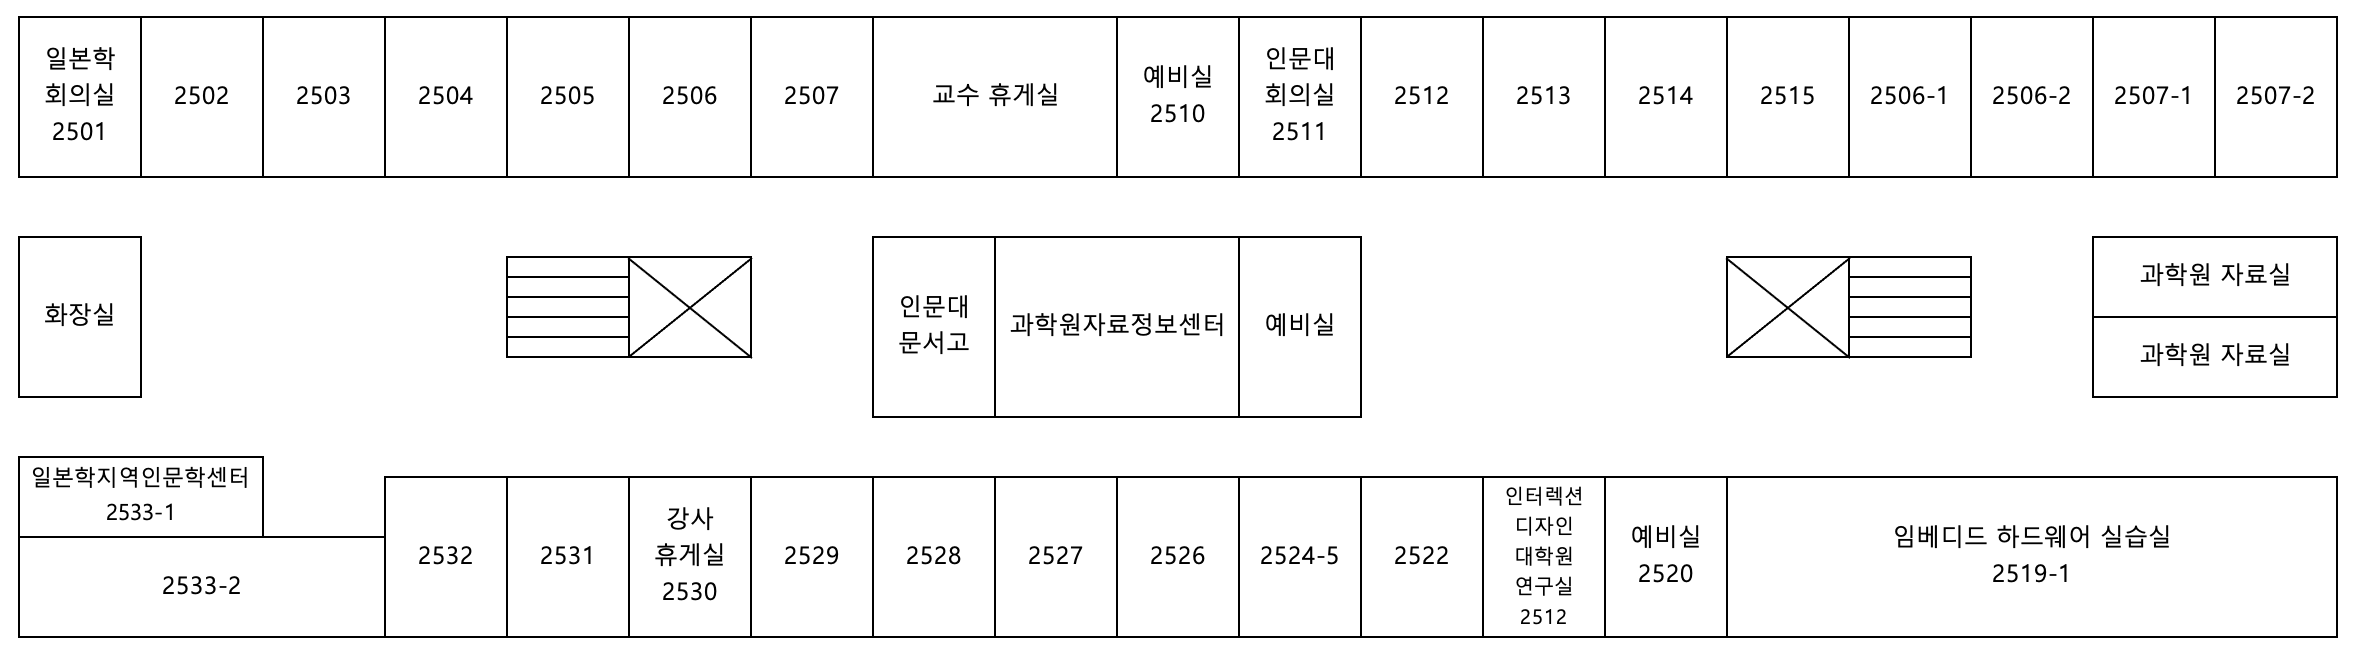 일본학
회의실
2501
2502
2503
2504
2505
2506
2507
교수 휴게실
예비실
2510
인문대
회의실
2511
2512
2513
2514
2515
2506-1
2506-2
2507-1
2507-2
화장실
인문대
문서고
과학원자료정보센터
예비실
과학원 자료실
과학원 자료실
일본학지역인문학센터
2533-1
2533-2
2532
2531
강사
휴게실
2530
2529
2528
2527
2526
2524-5
2522
인터렉션
디자인
대학원
연구실
2512
예비실
2520
임베디드 하드웨어 실습실
2519-1